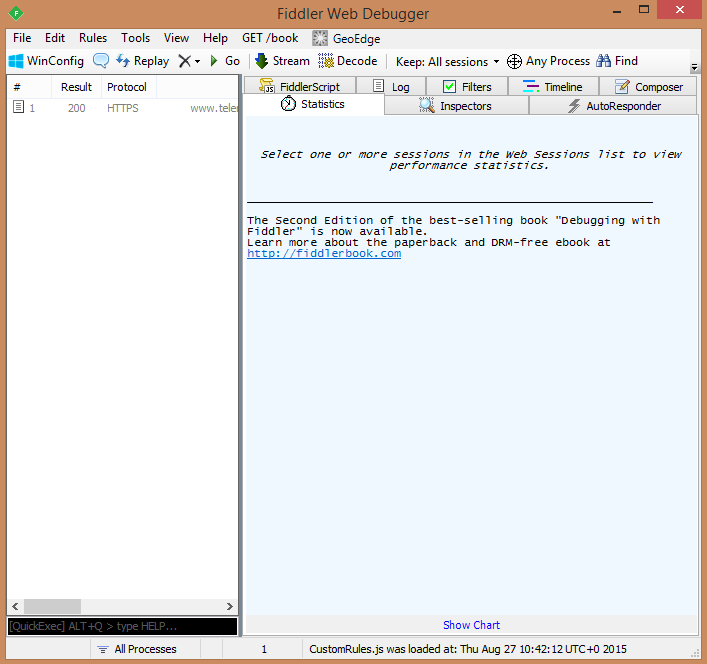 Fiddler Web Debugger
File Edit Rules Tools View Help GET /book GeoEdge
WinConfig Replay Go Stream Decode Keep: All sessions Any Process Find
# Result Protocol
1 200 HTTPS www.teler
FiddlerScript Log Filters Timeline Composer
Statistics Inspectors AutoResponder
Select one or more sessions in the Web Sessions list to view
performance statistics.
The Second Edition of the best-selling book "Debugging with
Fiddler" is now available.
Learn more about the paperback and DRM-free ebook at
http://fiddlerbook.com
Show Chart
[QuickExec] ALT+Q > type HELP...
All Processes 1 CustomRules.js was loaded at: Thu Aug 27 10:42:12 UTC+0 2015